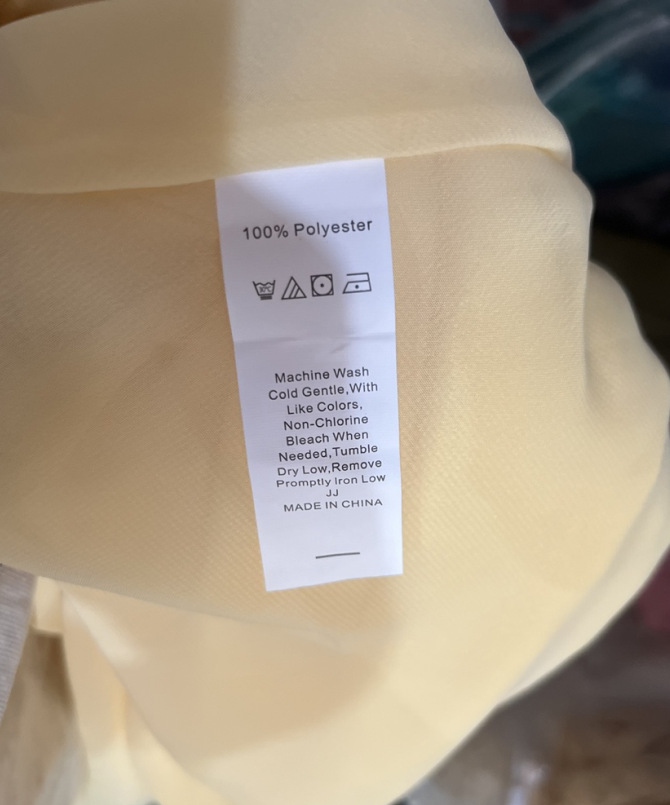 100% Polyester
Machine Wash
Cold Gentle,With
Like Colors,
Non-Chlorine
Bleach When
Needed,Tumble
Dry Low,Remove
Promptly Iron Low
JJ
MADE IN CHINA